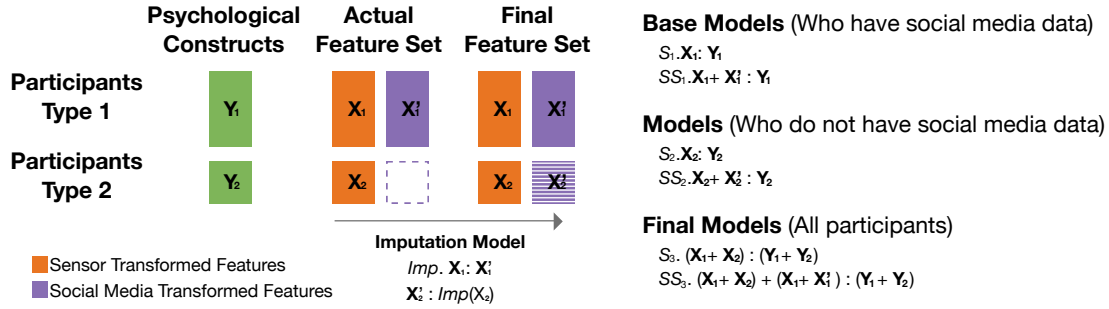 Psychological Constructs
Actual Feature Set
Final Feature Set
Participants Type 1
Y₁
X₁
X₁'
X₁
X₁'
Participants Type 2
Y₂
X₂
X₂
X₂'
Imputation Model
Imp. X₁: X₁'
X₂' : Imp(X₂)
Sensor Transformed Features
Social Media Transformed Features
Base Models (Who have social media data)
S₁.X₁: Y₁
SS₁.X₁+ X₁' : Y₁
Models (Who do not have social media data)
S₂.X₂: Y₂
SS₂.X₂+ X₂' : Y₂
Final Models (All participants)
S₃. (X₁+ X₂) : (Y₁+ Y₂)
SS₃. (X₁+ X₂) + (X₁+ X₁' ) : (Y₁+ Y₂)